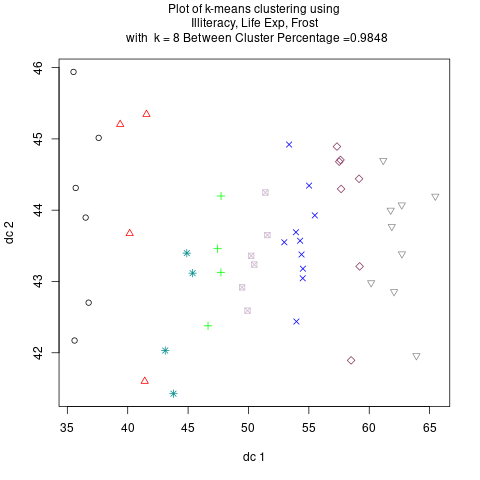 Plot of k-means clustering using
Illiteracy, Life Exp, Frost
with k = 8 Between Cluster Percentage =0.9848
46
45
44
43
42
dc 2
35 40 45 50 55 60 65
dc 1